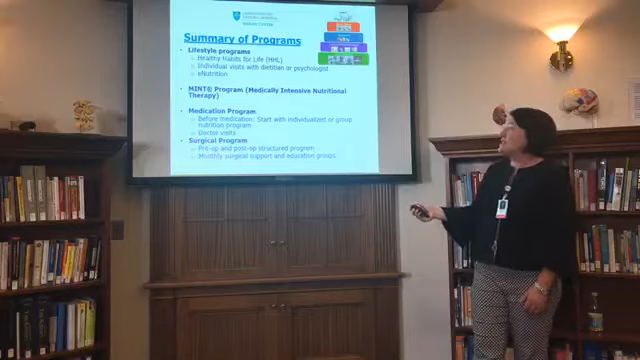 Summary of Programs
Lifestyle programs
Healthy Habits for Life (HHL)
Individual visits with dietitian or psychologist
eNutrition
MINT® Program (Medically Intensive Nutritional
Therapy)
Medication Program
Before medication: Start with individualized or group
nutrition program
Doctor visits
Surgical Program
Pre-op and post-op structured program
Monthly surgical support and education groups